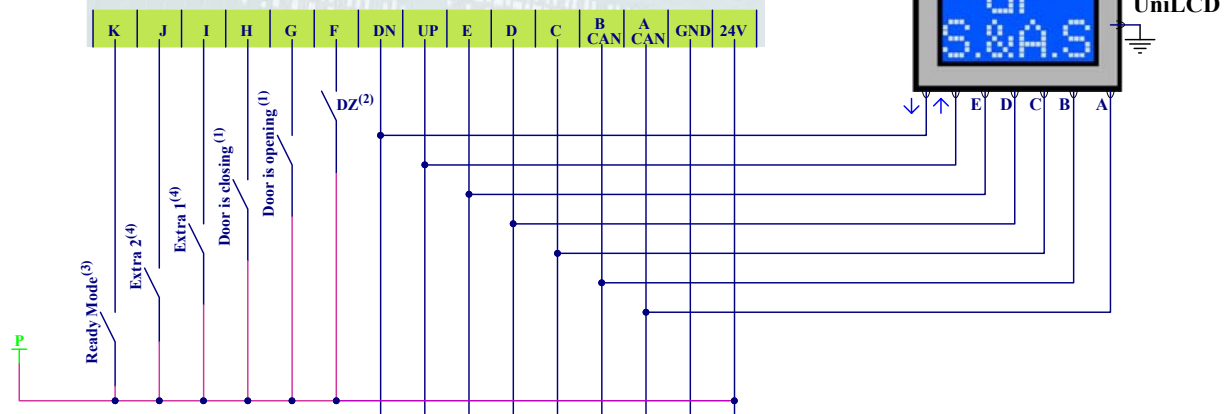 UniLCD
S.&A.S
K J I H G F DN UP E D C B CAN A CAN GND 24V
↓ ↑ E D C B A
DZ(2)
Door is opening(1)
Door is closing (1)
Extra 1(4)
Extra 2(4)
Ready Mode(3)
P